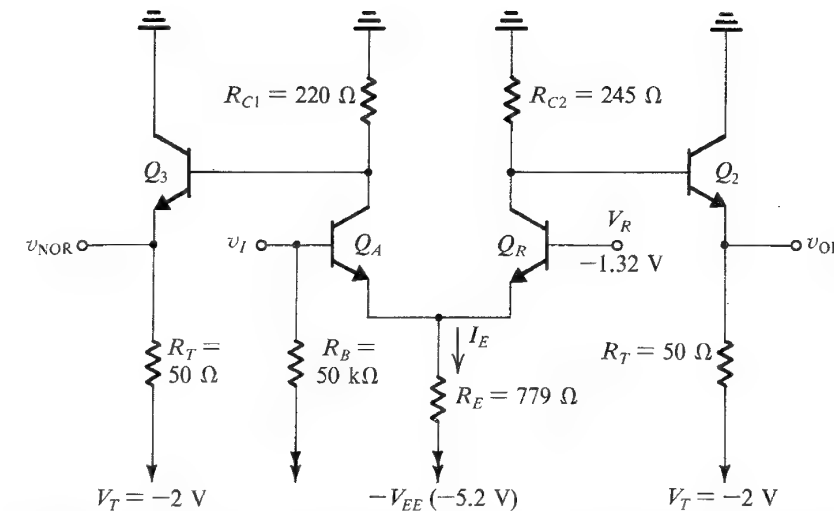 R_C1 = 220 Ω
R_C2 = 245 Ω
Q_3
Q_2
v_NOR
v_I
Q_A
Q_R
V_R
−1.32 V
v_OR
R_T =
50 Ω
R_B =
50 kΩ
I_E
R_E = 779 Ω
R_T = 50 Ω
V_T = −2 V
−V_EE (−5.2 V)
V_T = −2 V